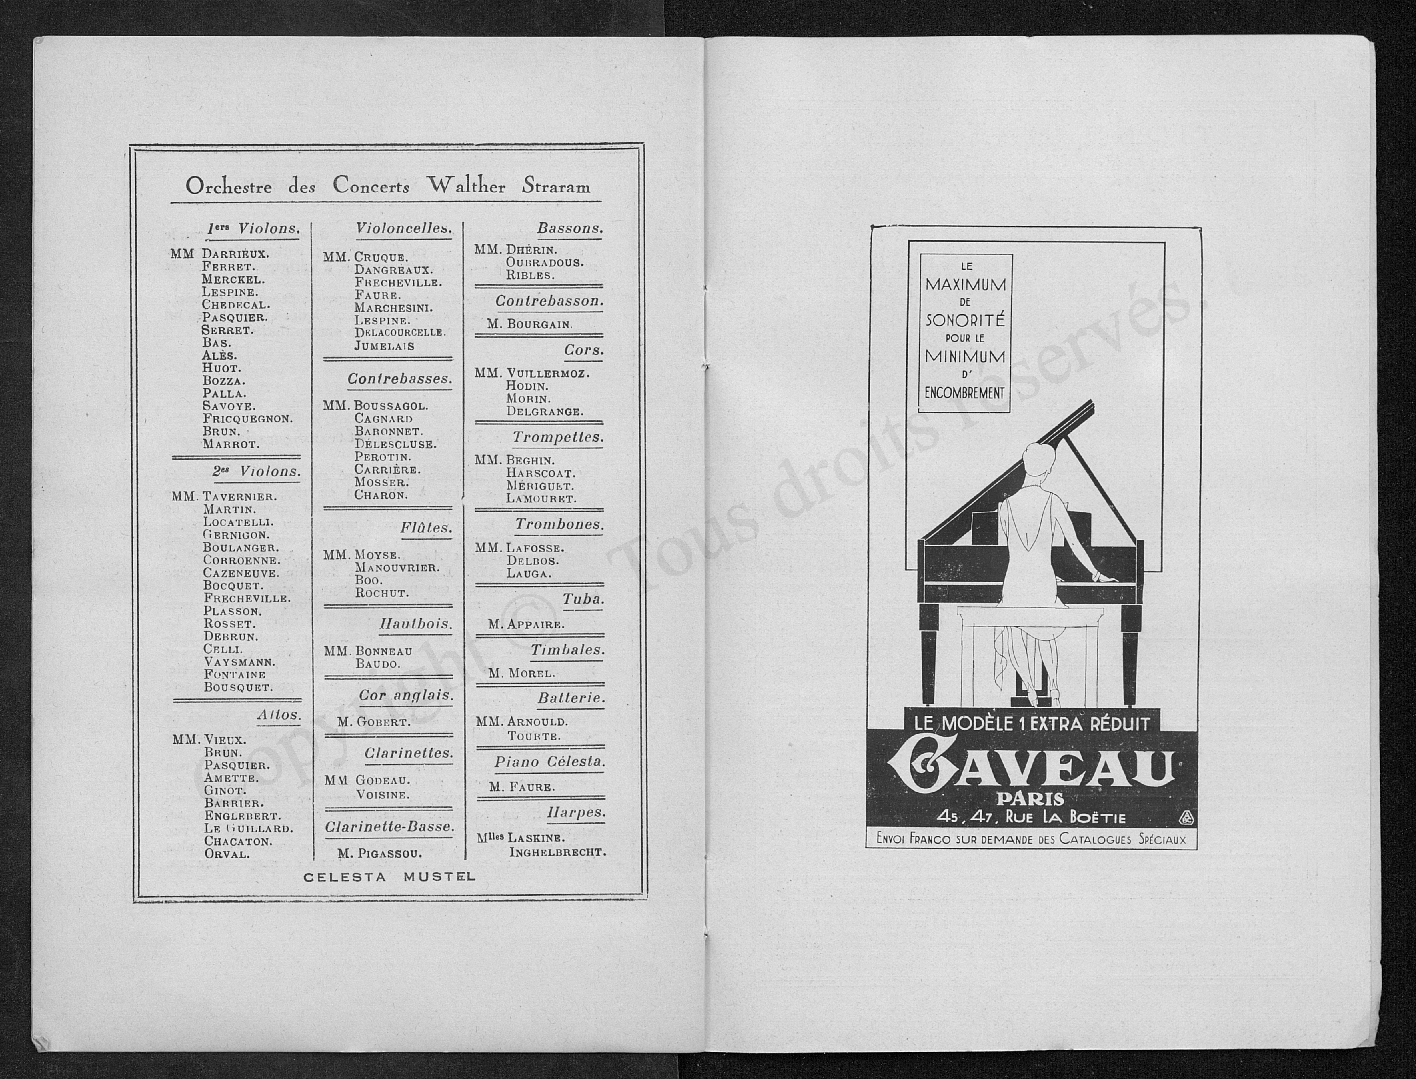 Orchestre des Concerts Walther Straram
1ers Violons.
MM DARRIEUX.
FERRET.
MERCKEL.
LESPINE.
CHEDECAL.
PASQUIER.
SERRET.
BAS.
ALÈS.
HUOT.
BOZZA.
PALLA.
SAVOYE.
FRICQUEGNON.
BRUN.
MARROT.
2es Violons.
MM. TAVERNIER.
MARTIN.
LOCATELLI.
GERNIGON.
BOULANGER.
CORROENNE.
CAZENEUVE.
BOCQUET.
FRECHEVILLE.
PLASSON.
ROSSET.
DEBRUN.
CELLI.
VAYSMANN.
FONTAINE
BOUSQUET.
Altos.
MM. VIEUX.
BRUN.
PASQUIER.
AMETTE.
GINOT.
BARRIER.
ENGLEBERT.
LE GUILLARD.
CHACATON.
ORVAL.
Violoncelles.
MM. CRUQUE.
DANGREAUX.
FRECHEVILLE.
FAURE.
MARCHESINI.
LESPINE.
DELACOURCELLE.
JUMELAIS
Contrebasses.
MM. BOUSSAGOL.
CAGNARD
BARONNET.
DELESCLUSE.
PEROTIN.
CARRIÈRE.
MOSSER.
CHARON.
Flûtes.
MM. MOYSE.
MANOUVRIER.
BOO.
ROCHUT.
Hautbois.
MM. BONNEAU
BAUDO.
Cor anglais.
M. GOBERT.
Clarinettes.
MM GODEAU.
VOISINE.
Clarinette-Basse.
M. PIGASSOU.
Bassons.
MM. DHÉRIN.
OUBRADOUS.
RIBLES.
Contrebasson.
M. BOURGAIN.
Cors.
MM. VUILLERMOZ.
HODIN.
MORIN.
DELGRANGE.
Trompettes.
MM. BEGHIN.
HARSCOAT.
MÉRIGUET.
LAMOURET.
Trombones.
MM. LAFOSSE.
DELBOS.
LAUGA.
Tuba.
M. APPAIRE.
Timbales.
M. MOREL.
Batterie.
MM. ARNOULD.
TOURTE.
Piano Célesta.
M. FAURE.
Harpes.
Mlles LASKINE.
INGHELBRECHT.
CELESTA MUSTEL
LE
MAXIMUM
DE
SONORITÉ
POUR LE
MINIMUM
D'
ENCOMBREMENT
LE MODÈLE 1 EXTRA RÉDUIT
GAVEAU
PARIS
45, 47, RUE LA BOËTIE
ENVOI FRANCO SUR DEMANDE DES CATALOGUES SPÉCIAUX
Copyright © Tous droits réservés.